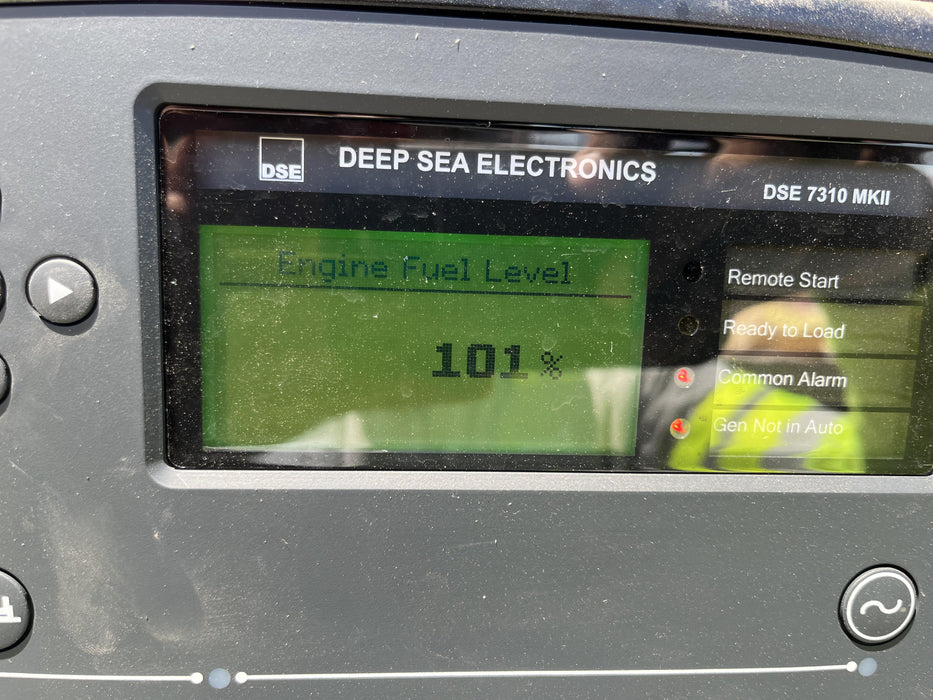 DSE
DEEP SEA ELECTRONICS
DSE 7310 MKII
Engine Fuel Level
101 %
Remote Start
Ready to Load
Common Alarm
Gen Not in Auto